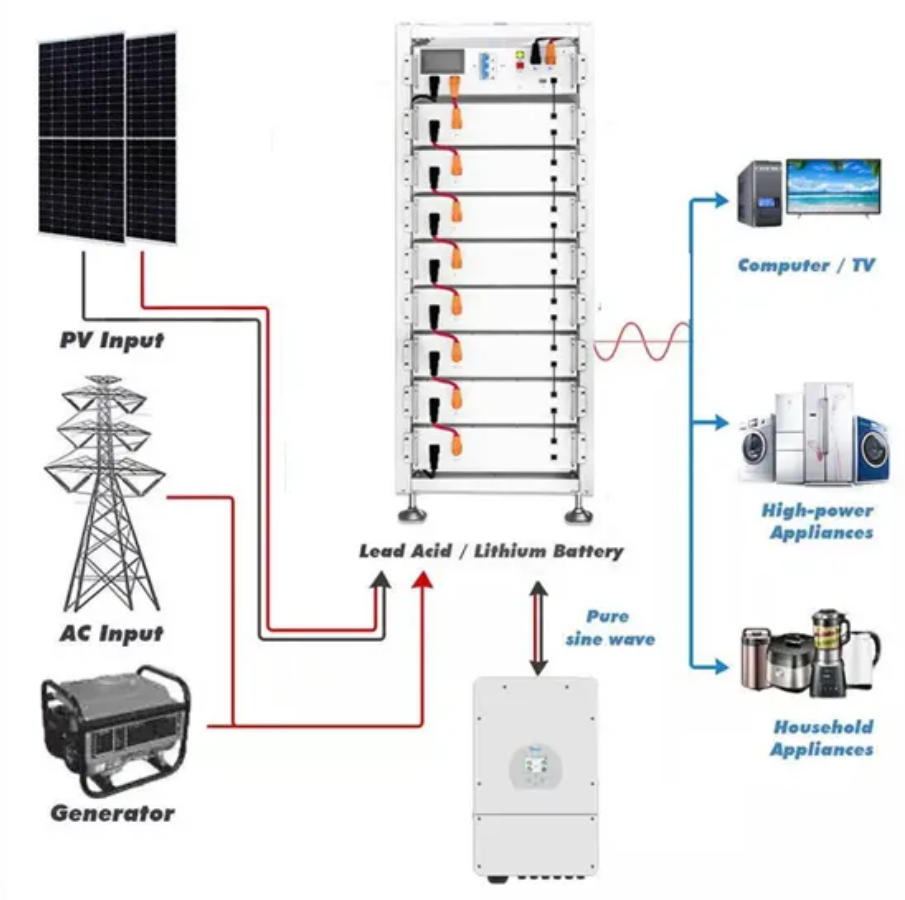 PV Input
AC Input
Generator
Lead Acid / Lithium Battery
Pure
sine wave
Computer / TV
High-power
Appliances
Household
Appliances